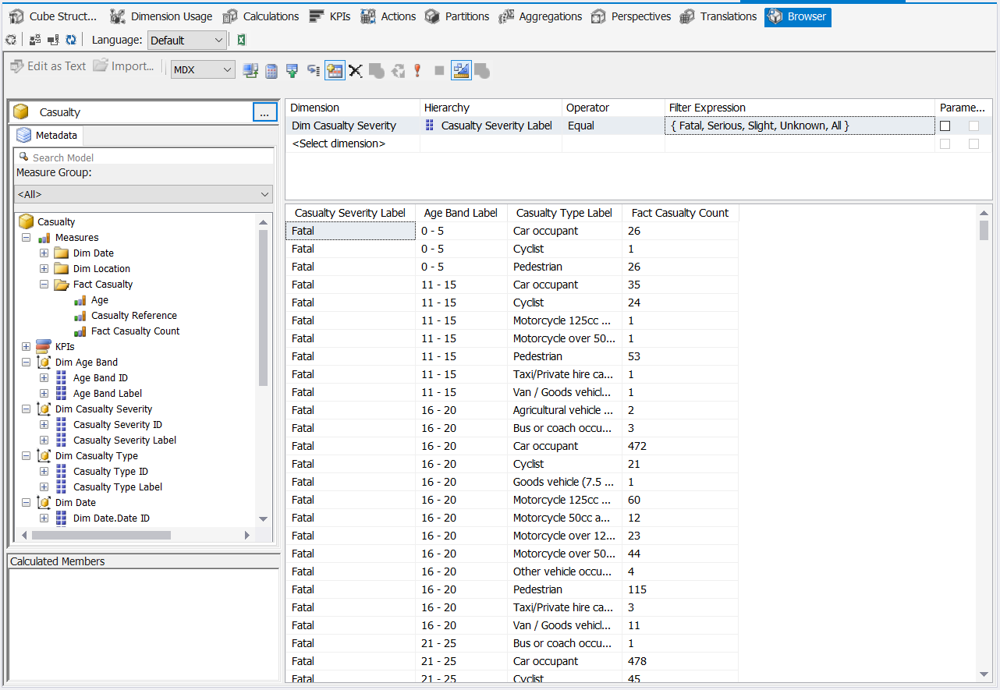 Cube Struct... Dimension Usage Calculations KPIs Actions Partitions Aggregations Perspectives Translations Browser
Language: Default
Edit as Text Import... MDX
Casualty ...
Metadata
Search Model
Measure Group:
<All>
Casualty
Measures
Dim Date
Dim Location
Fact Casualty
Age
Casualty Reference
Fact Casualty Count
KPIs
Dim Age Band
Age Band ID
Age Band Label
Dim Casualty Severity
Casualty Severity ID
Casualty Severity Label
Dim Casualty Type
Casualty Type ID
Casualty Type Label
Dim Date
Dim Date.Date ID
Calculated Members
Dimension Hierarchy Operator Filter Expression Parame...
Dim Casualty Severity Casualty Severity Label Equal { Fatal, Serious, Slight, Unknown, All }
<Select dimension>
Casualty Severity Label Age Band Label Casualty Type Label Fact Casualty Count
Fatal 0 - 5 Car occupant 26
Fatal 0 - 5 Cyclist 1
Fatal 0 - 5 Pedestrian 26
Fatal 11 - 15 Car occupant 35
Fatal 11 - 15 Cyclist 24
Fatal 11 - 15 Motorcycle 125cc ... 1
Fatal 11 - 15 Motorcycle over 50... 1
Fatal 11 - 15 Pedestrian 53
Fatal 11 - 15 Taxi/Private hire ca... 1
Fatal 11 - 15 Van / Goods vehicl... 1
Fatal 16 - 20 Agricultural vehicle ... 2
Fatal 16 - 20 Bus or coach occu... 3
Fatal 16 - 20 Car occupant 472
Fatal 16 - 20 Cyclist 21
Fatal 16 - 20 Goods vehicle (7.5 ... 1
Fatal 16 - 20 Motorcycle 125cc ... 60
Fatal 16 - 20 Motorcycle 50cc a... 12
Fatal 16 - 20 Motorcycle over 12... 23
Fatal 16 - 20 Motorcycle over 50... 44
Fatal 16 - 20 Other vehicle occu... 4
Fatal 16 - 20 Pedestrian 115
Fatal 16 - 20 Taxi/Private hire ca... 3
Fatal 16 - 20 Van / Goods vehicl... 11
Fatal 21 - 25 Bus or coach occu... 1
Fatal 21 - 25 Car occupant 478
Fatal 21 - 25 Cyclist 45